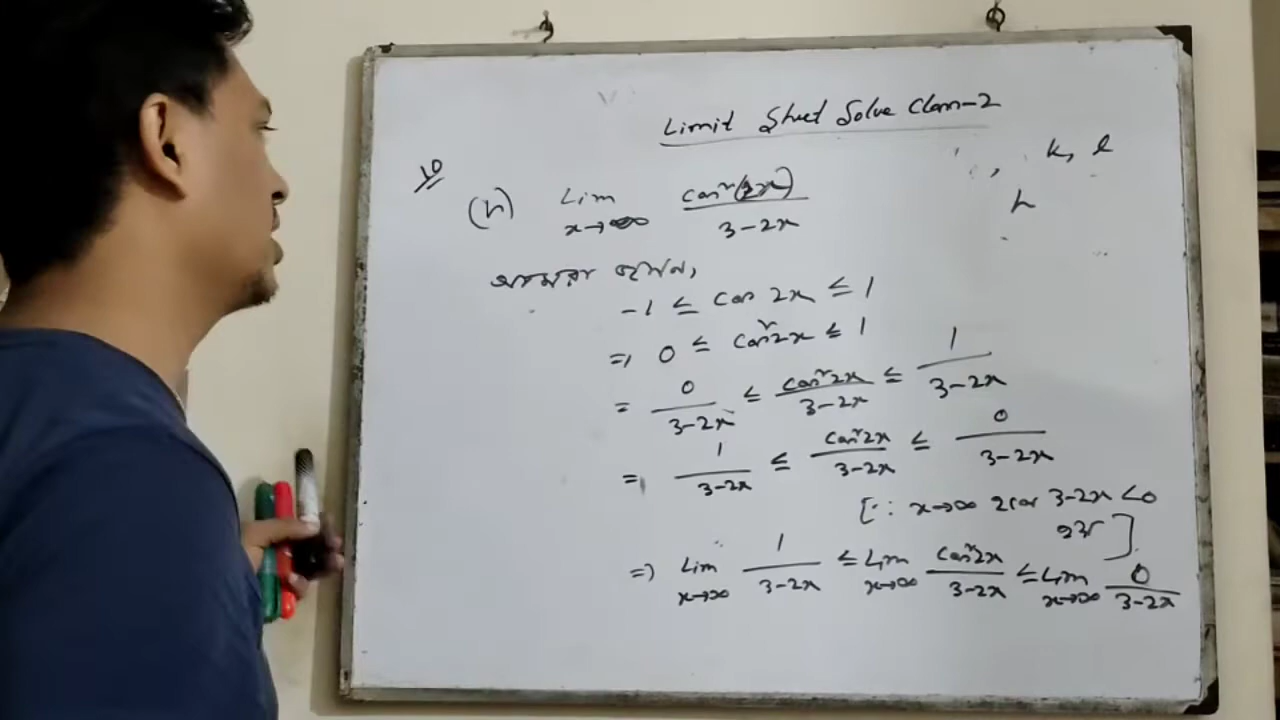 Limit Sheet Solve Class-2
k, l
h
10
(n) Lim x→∞ cos²(2x) / 3-2x
আমরা জানি,
-1 ≤ cos 2x ≤ 1
⇒ 0 ≤ cos²2x ≤ 1
= 0 / 3-2x ≤ cos²2x / 3-2x ≤ 1 / 3-2x
= 1 / 3-2x ≤ cos²2x / 3-2x ≤ 0 / 3-2x
[∵ x→∞ হলে 3-2x <0
হয়]
⇒ Lim x→∞ 1 / 3-2x ≤ Lim x→∞ cos²2x / 3-2x ≤ Lim x→∞ 0 / 3-2x